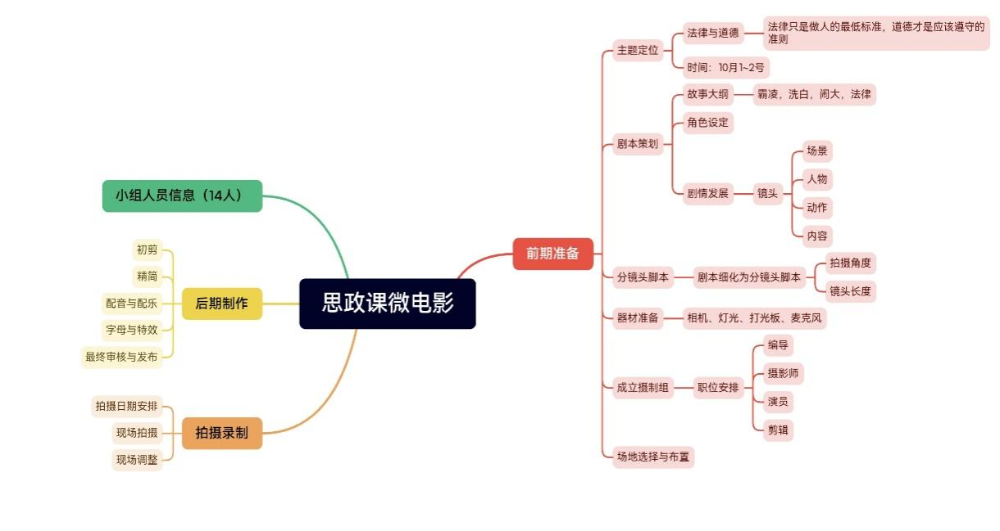 思政课微电影
前期准备
主题定位
法律与道德
法律只是做人的最低标准，道德才是应该遵守的
准则
时间：10月1~2号
剧本策划
故事大纲
霸凌，洗白，闹大，法律
角色设定
剧情发展
镜头
场景
人物
动作
内容
分镜头脚本
剧本细化为分镜头脚本
拍摄角度
镜头长度
器材准备
相机、灯光、打光板、麦克风
成立摄制组
职位安排
编导
摄影师
演员
剪辑
场地选择与布置
拍摄录制
拍摄日期安排
现场拍摄
现场调整
后期制作
初剪
精简
配音与配乐
字母与特效
最终审核与发布
小组人员信息（14人）